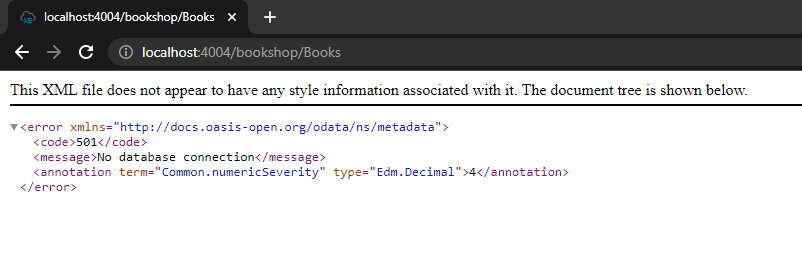 localhost:4004/bookshop/Books
localhost:4004/bookshop/Books
This XML file does not appear to have any style information associated with it. The document tree is shown below.
<error xmlns="http://docs.oasis-open.org/odata/ns/metadata">
<code>501</code>
<message>No database connection</message>
<annotation term="Common.numericSeverity" type="Edm.Decimal">4</annotation>
</error>